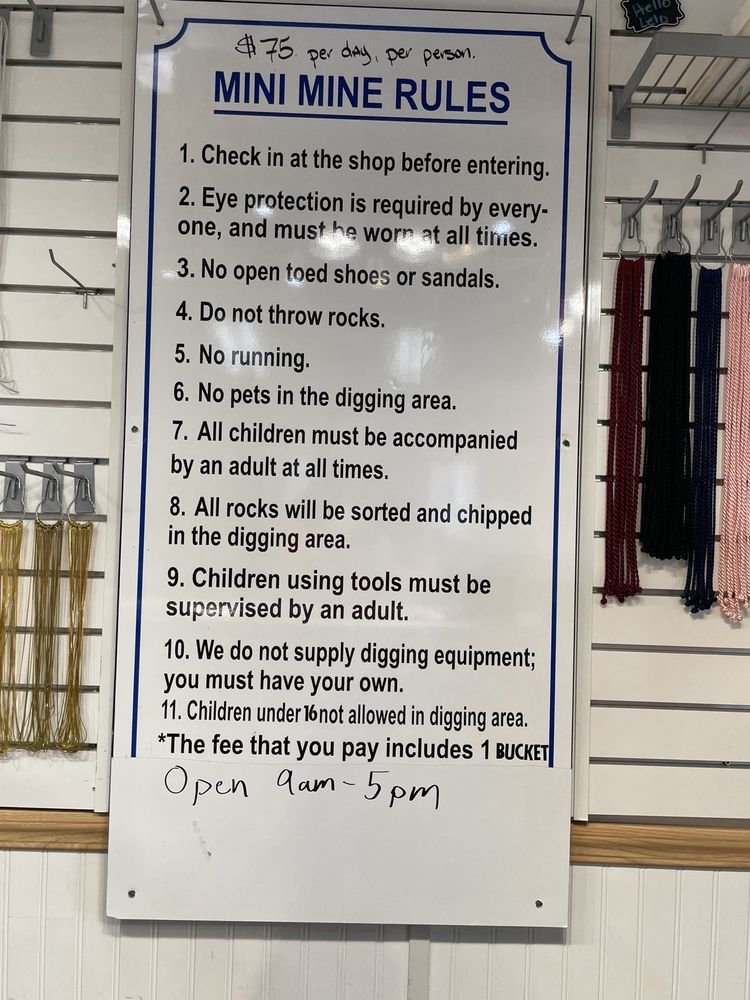 Hello
$75. per day, per person.
MINI MINE RULES
1. Check in at the shop before entering.
2. Eye protection is required by every-
one, and must be worn at all times.
3. No open toed shoes or sandals.
4. Do not throw rocks.
5. No running.
6. No pets in the digging area.
7. All children must be accompanied
by an adult at all times.
8. All rocks will be sorted and chipped
in the digging area.
9. Children using tools must be
supervised by an adult.
10. We do not supply digging equipment;
you must have your own.
11. Children under 16 not allowed in digging area.
*The fee that you pay includes 1 BUCKET
Open 9am-5pm